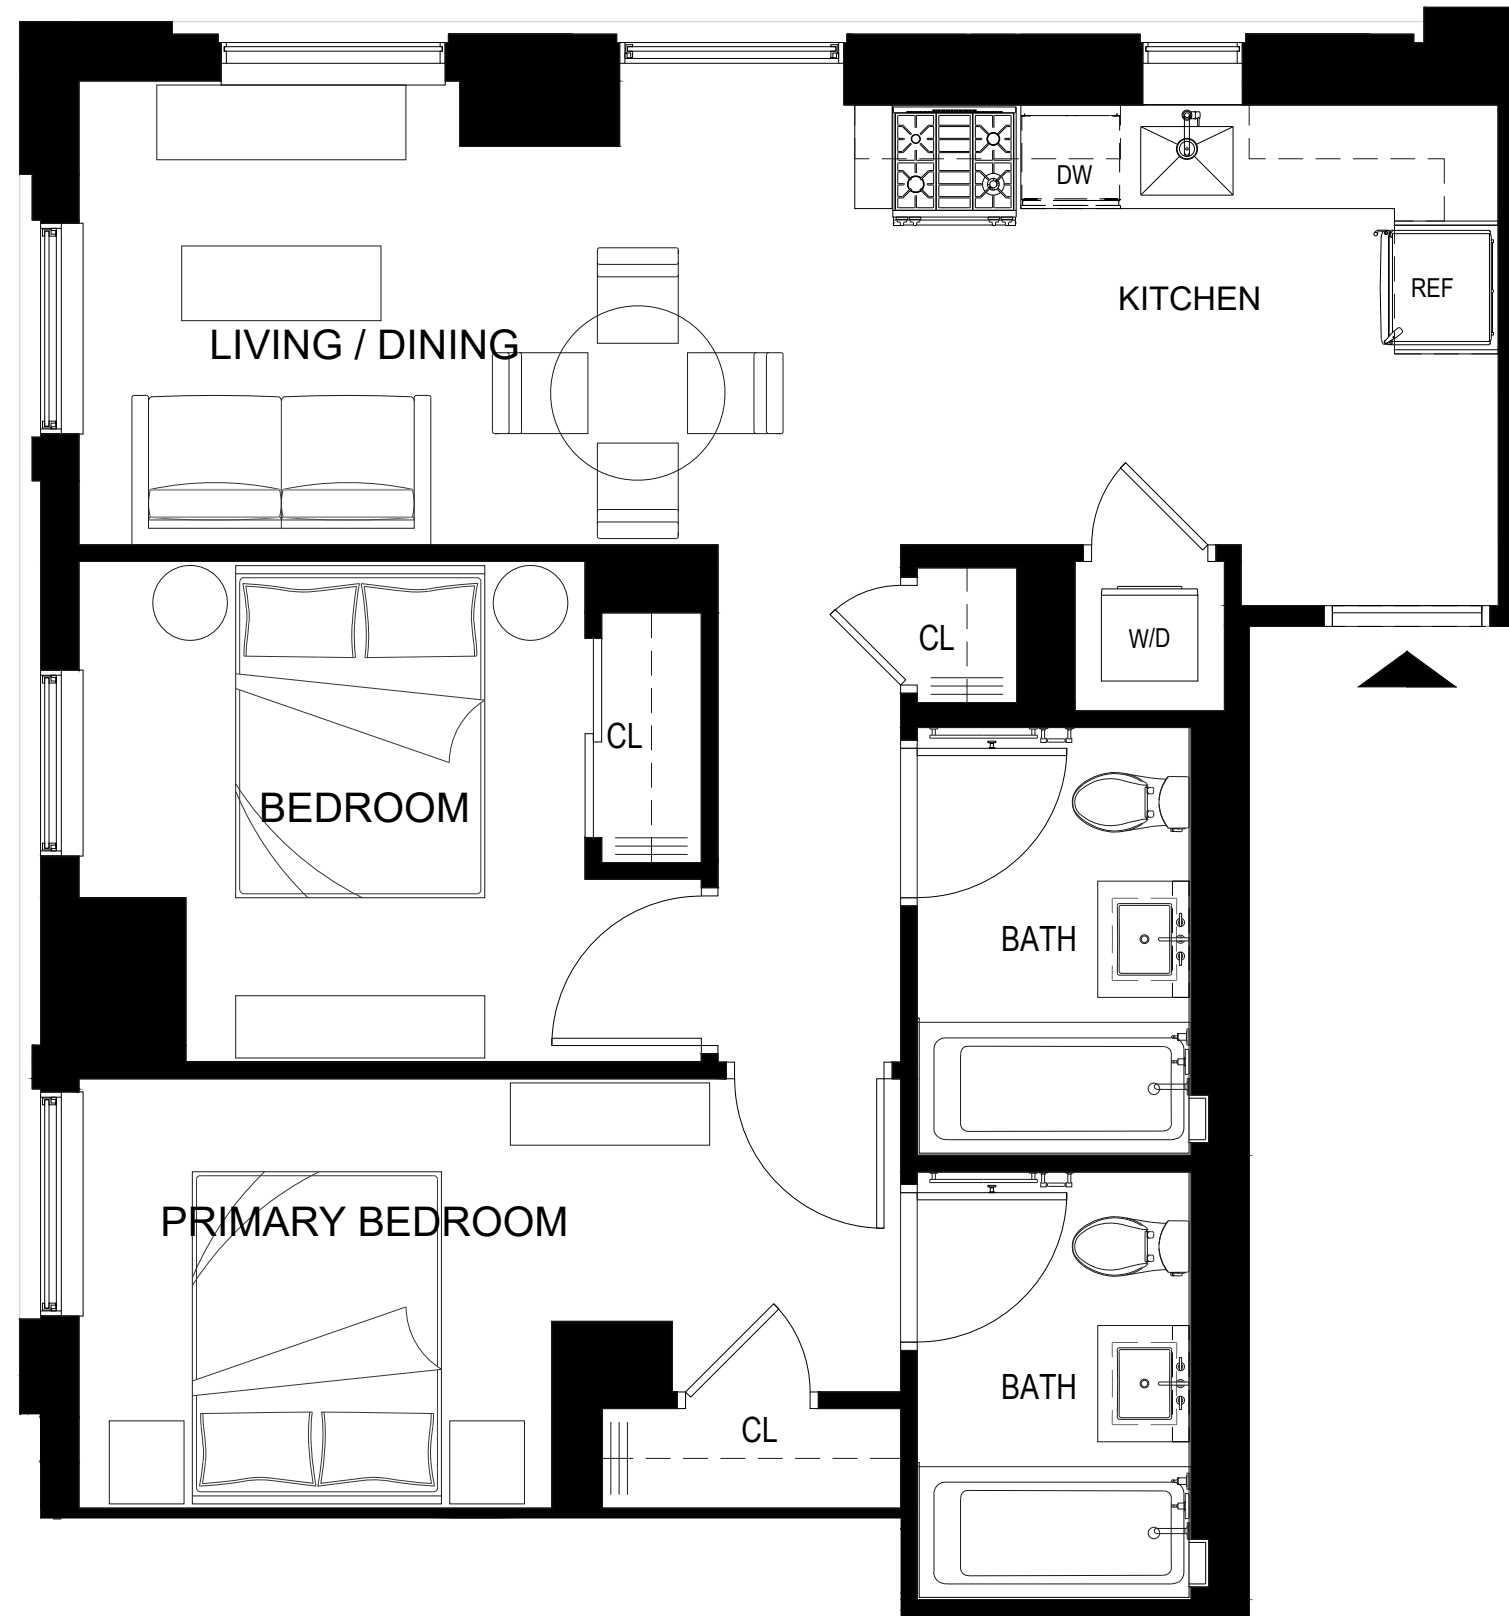 DW
KITCHEN
REF
LIVING / DINING
CL
W/D
CL
BEDROOM
BATH
PRIMARY BEDROOM
BATH
CL